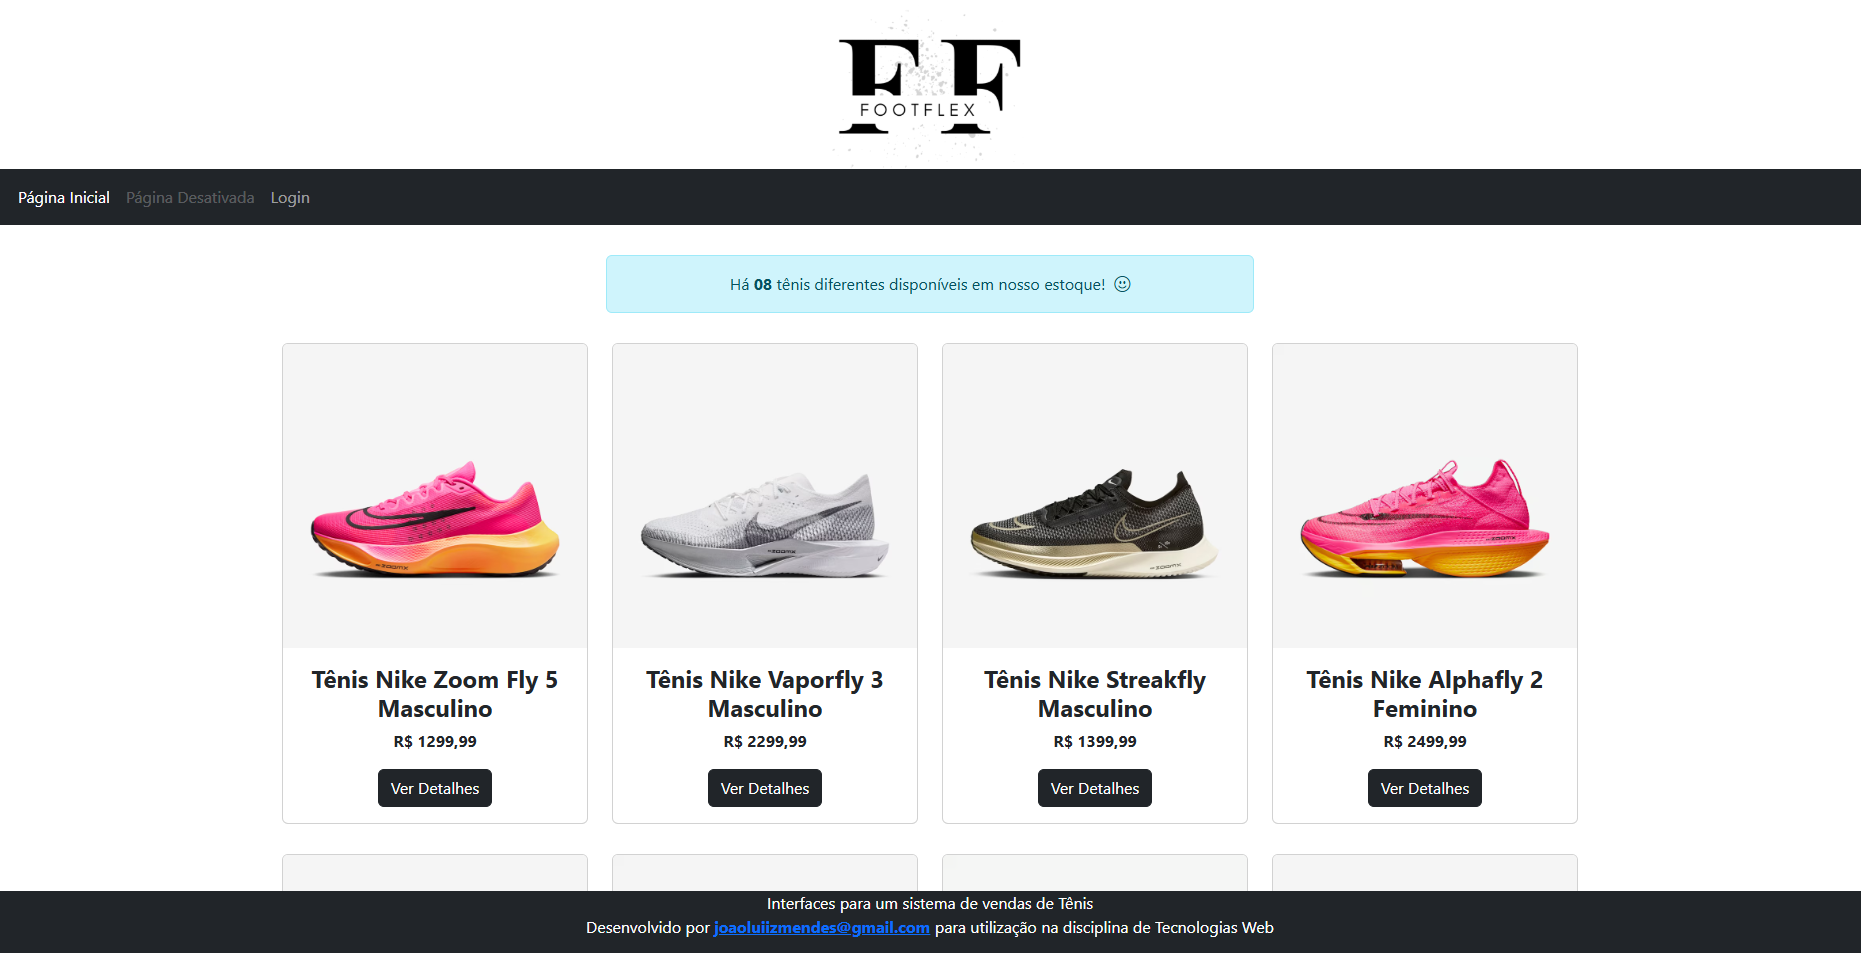 FF
FOOTFLEX
Página Inicial Página Desativada Login
Há 08 tênis diferentes disponíveis em nosso estoque!
Tênis Nike Zoom Fly 5
Masculino
R$ 1299,99
Ver Detalhes
Tênis Nike Vaporfly 3
Masculino
R$ 2299,99
Ver Detalhes
Tênis Nike Streakfly
Masculino
R$ 1399,99
Ver Detalhes
Tênis Nike Alphafly 2
Feminino
R$ 2499,99
Ver Detalhes
Interfaces para um sistema de vendas de Tênis
Desenvolvido por joaoluiizmendes@gmail.com para utilização na disciplina de Tecnologias Web